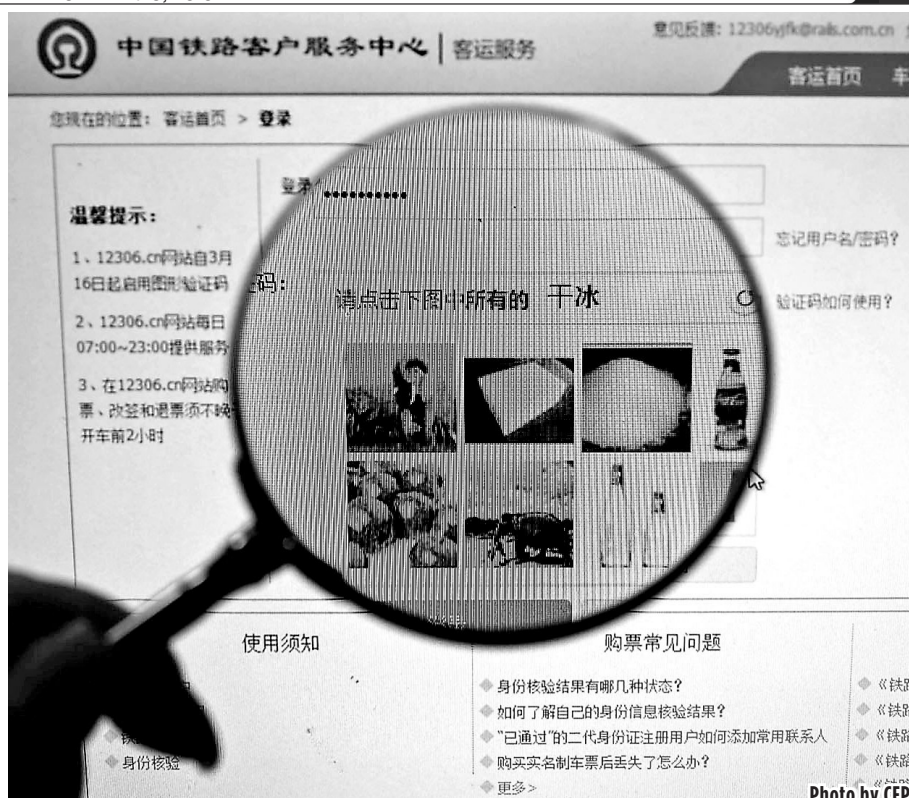 中国铁路客户服务中心
客运服务
意见反馈: 12306yjfk@rails.com.cn
客运首页 车
您现在的位置: 客运首页 > 登录
登录
温馨提示:
1、12306.cn网站自3月
16日起启用图形验证码
2、12306.cn网站每日
07:00~23:00提供服务
3、在12306.cn网站购
票、改签和退票须不晚
开车前2小时
忘记用户名/密码?
码:
请点击下图中所有的 干冰
验证码如何使用?
使用须知
身份核验
购票常见问题
身份核验结果有哪几种状态?
如何了解自己的身份信息核验结果?
"已通过"的二代身份证注册用户如何添加常用联系人
购买实名制车票后丢失了怎么办?
更多>
《铁路
《铁路
《铁路
《铁路
Photo by CFP